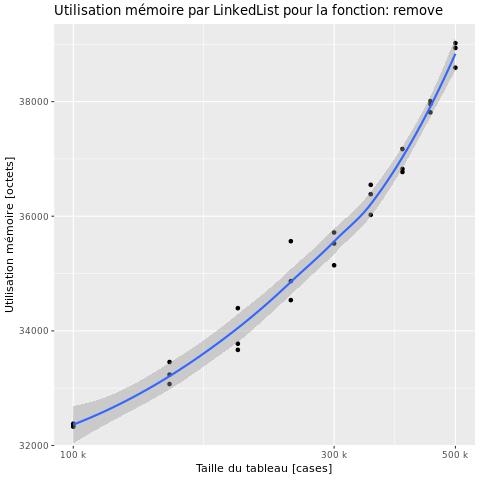 Utilisation mémoire par LinkedList pour la fonction: remove
Utilisation mémoire [octets]
38000
36000
34000
32000
100 k
300 k
500 k
Taille du tableau [cases]